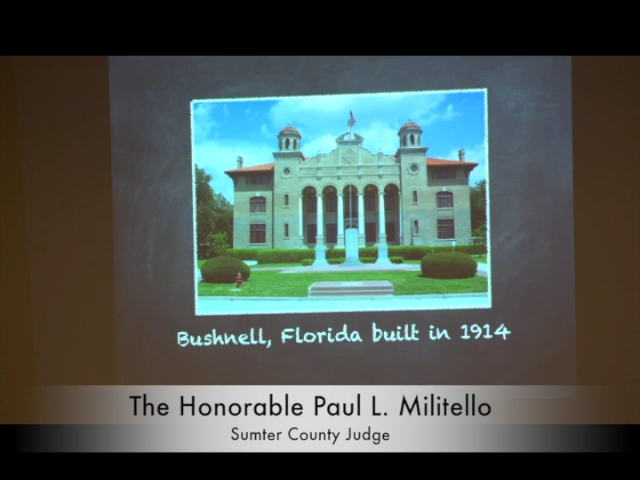 Bushnell, Florida built in 1914
The Honorable Paul L. Militello
Sumter County Judge